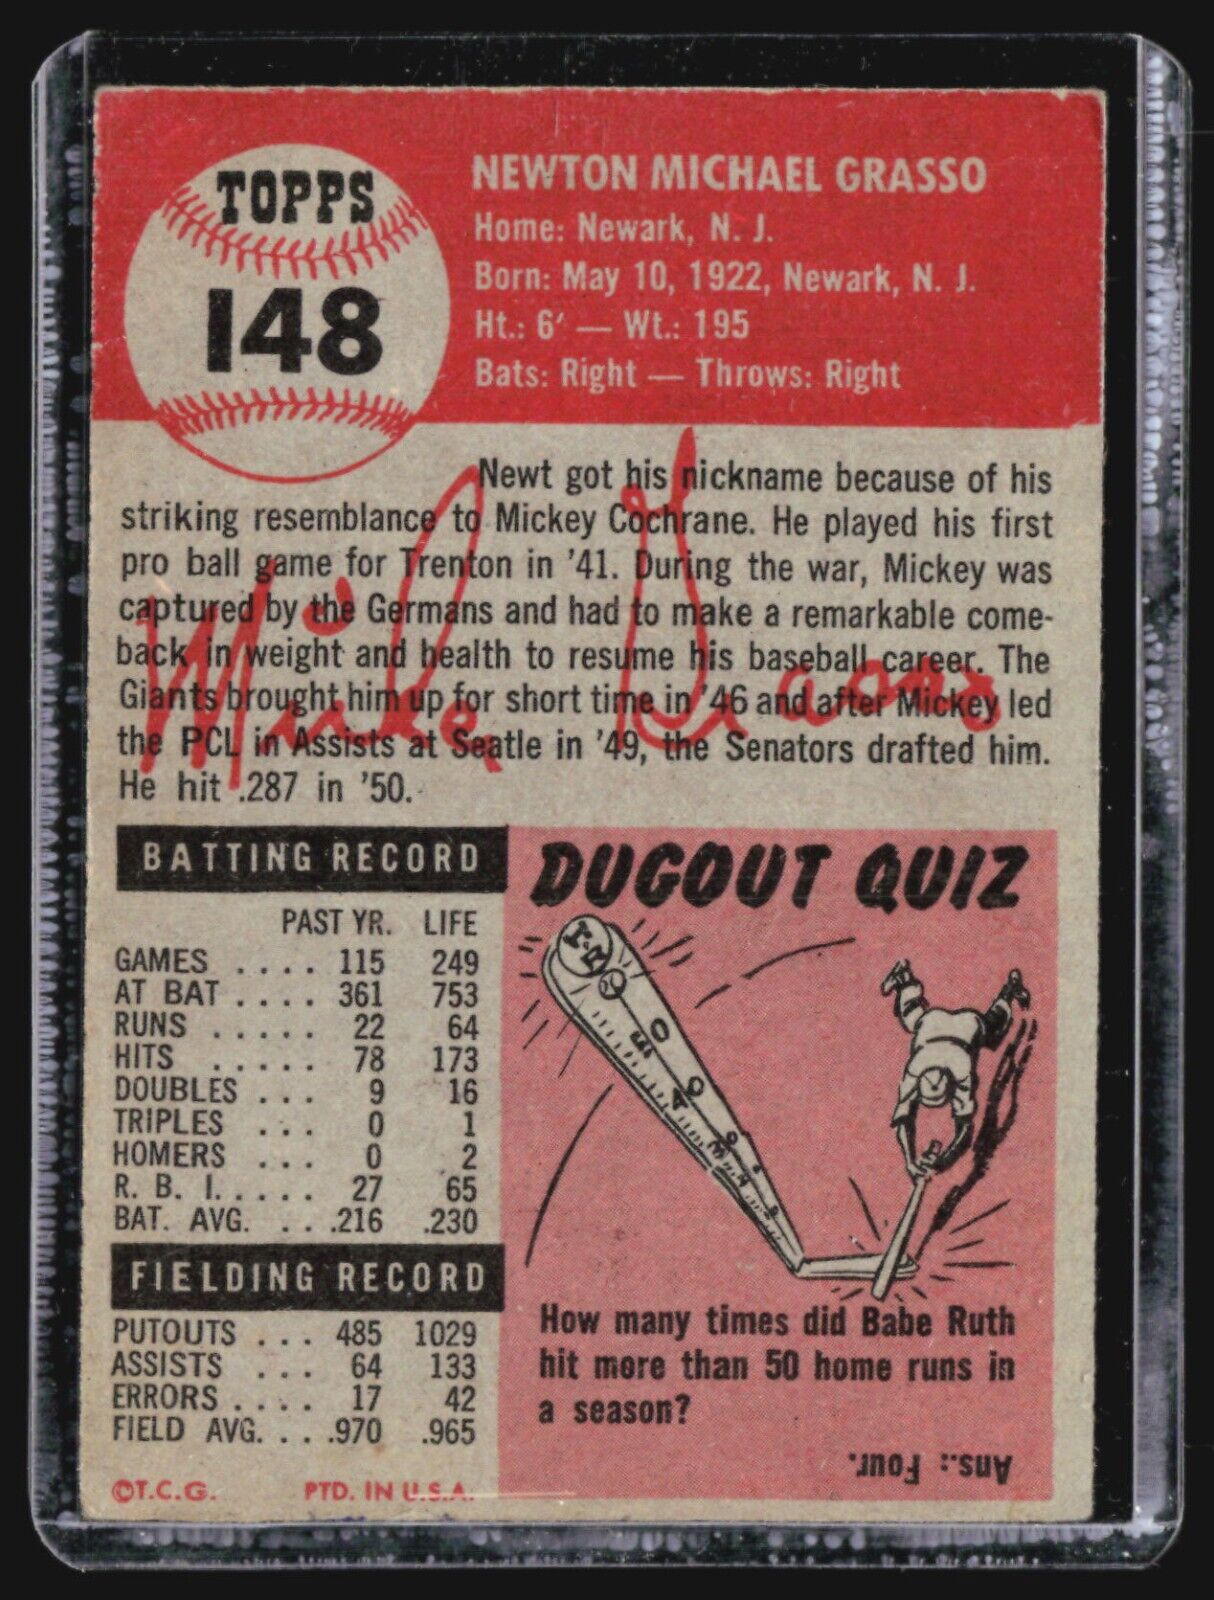 TOPPS
148
NEWTON MICHAEL GRASSO
Home: Newark, N. J.
Born: May 10, 1922, Newark, N. J.
Ht.: 6′ — Wt.: 195
Bats: Right — Throws: Right
Newt got his nickname because of his
striking resemblance to Mickey Cochrane. He played his first
pro ball game for Trenton in '41. During the war, Mickey was
captured by the Germans and had to make a remarkable come-
back in weight and health to resume his baseball career. The
Giants brought him up for short time in '46 and after Mickey led
the PCL in Assists at Seatle in '49, the Senators drafted him.
He hit .287 in '50.
Mickey Grasso
BATTING RECORD
PAST YR. LIFE
GAMES .... 115 249
AT BAT .... 361 753
RUNS ..... 22 64
HITS ..... 78 173
DOUBLES ... 9 16
TRIPLES ... 0 1
HOMERS ... 0 2
R. B. I..... 27 65
BAT. AVG. ...216 .230
FIELDING RECORD
PUTOUTS ... 485 1029
ASSISTS ... 64 133
ERRORS .... 17 42
FIELD AVG. ...970 .965
©T.C.G. PTD. IN U.S.A.
DUGOUT QUIZ
How many times did Babe Ruth
hit more than 50 home runs in
a season?
Ans.: Four.